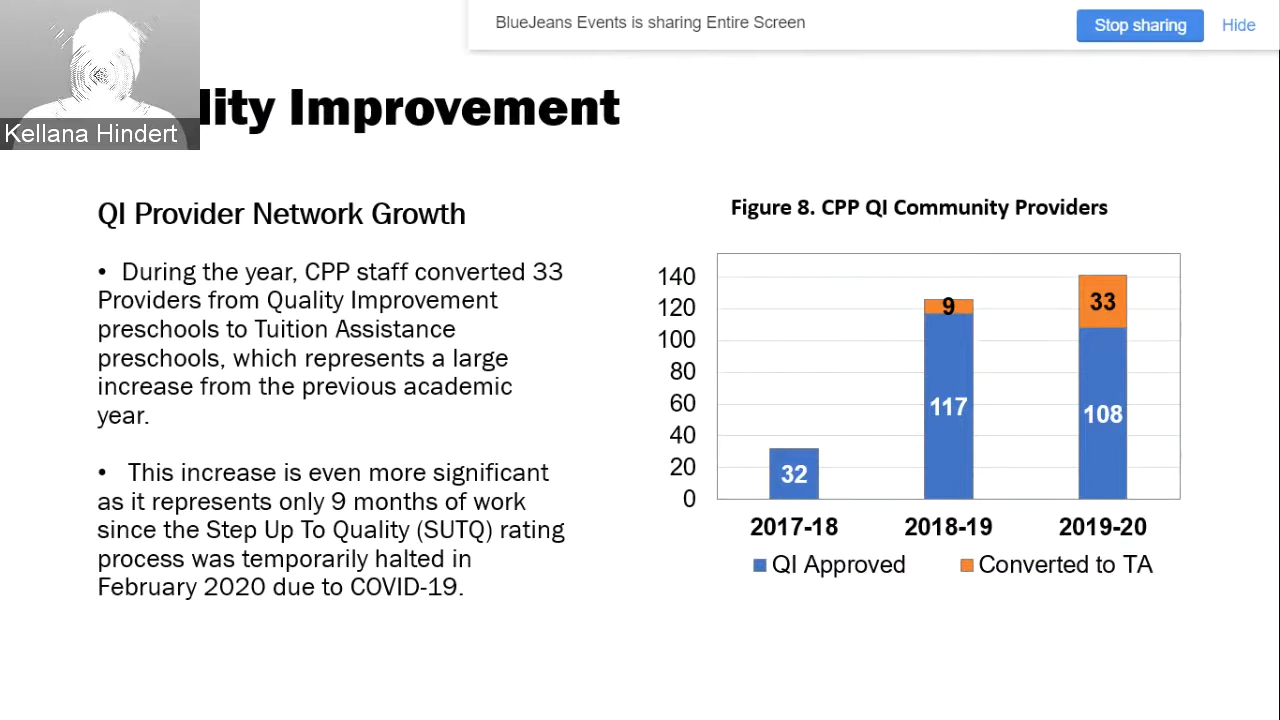 BlueJeans Events is sharing Entire Screen
Stop sharing
Hide
Kellana Hindert
lity Improvement
QI Provider Network Growth
• During the year, CPP staff converted 33
Providers from Quality Improvement
preschools to Tuition Assistance
preschools, which represents a large
increase from the previous academic
year.
• This increase is even more significant
as it represents only 9 months of work
since the Step Up To Quality (SUTQ) rating
process was temporarily halted in
February 2020 due to COVID-19.
Figure 8. CPP QI Community Providers
140
120
100
80
60
40
20
0
32
9
117
33
108
2017-18
2018-19
2019-20
QI Approved
Converted to TA